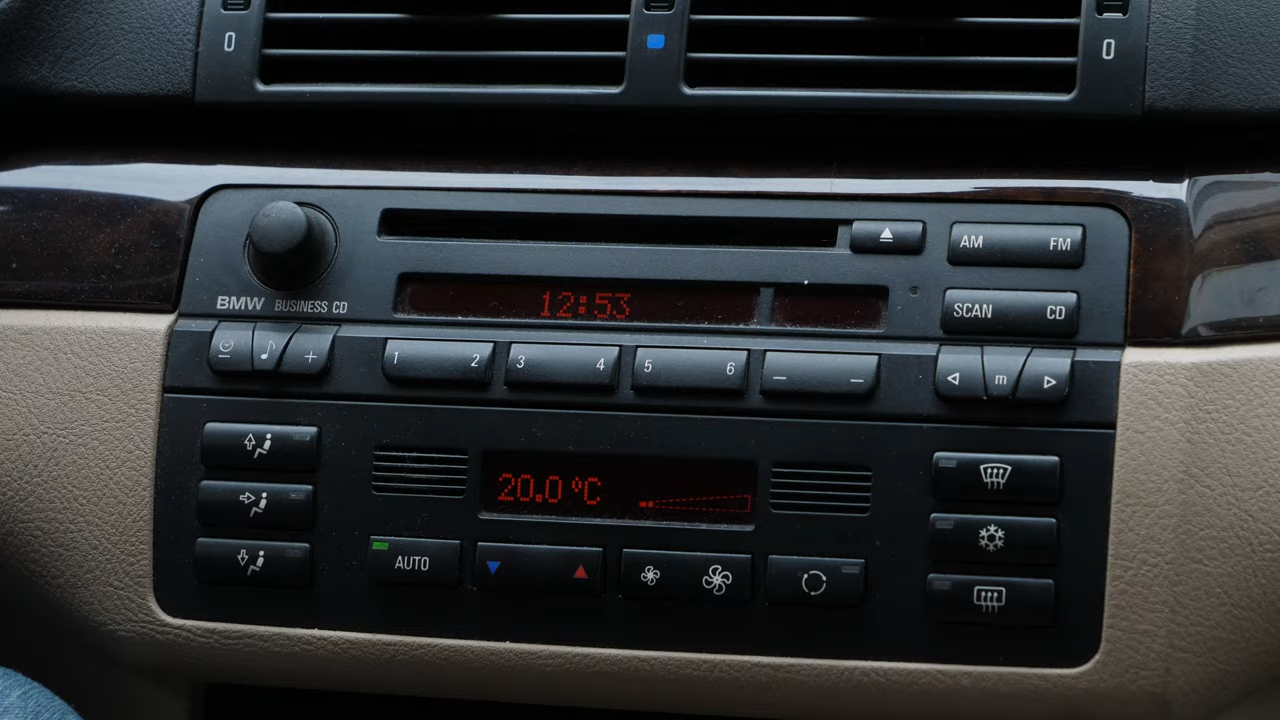 0
0
AM FM
BMW BUSINESS CD
12:53
SCAN CD
+
1 2
3 4
5 6
— —
m
20.0 ºC
AUTO